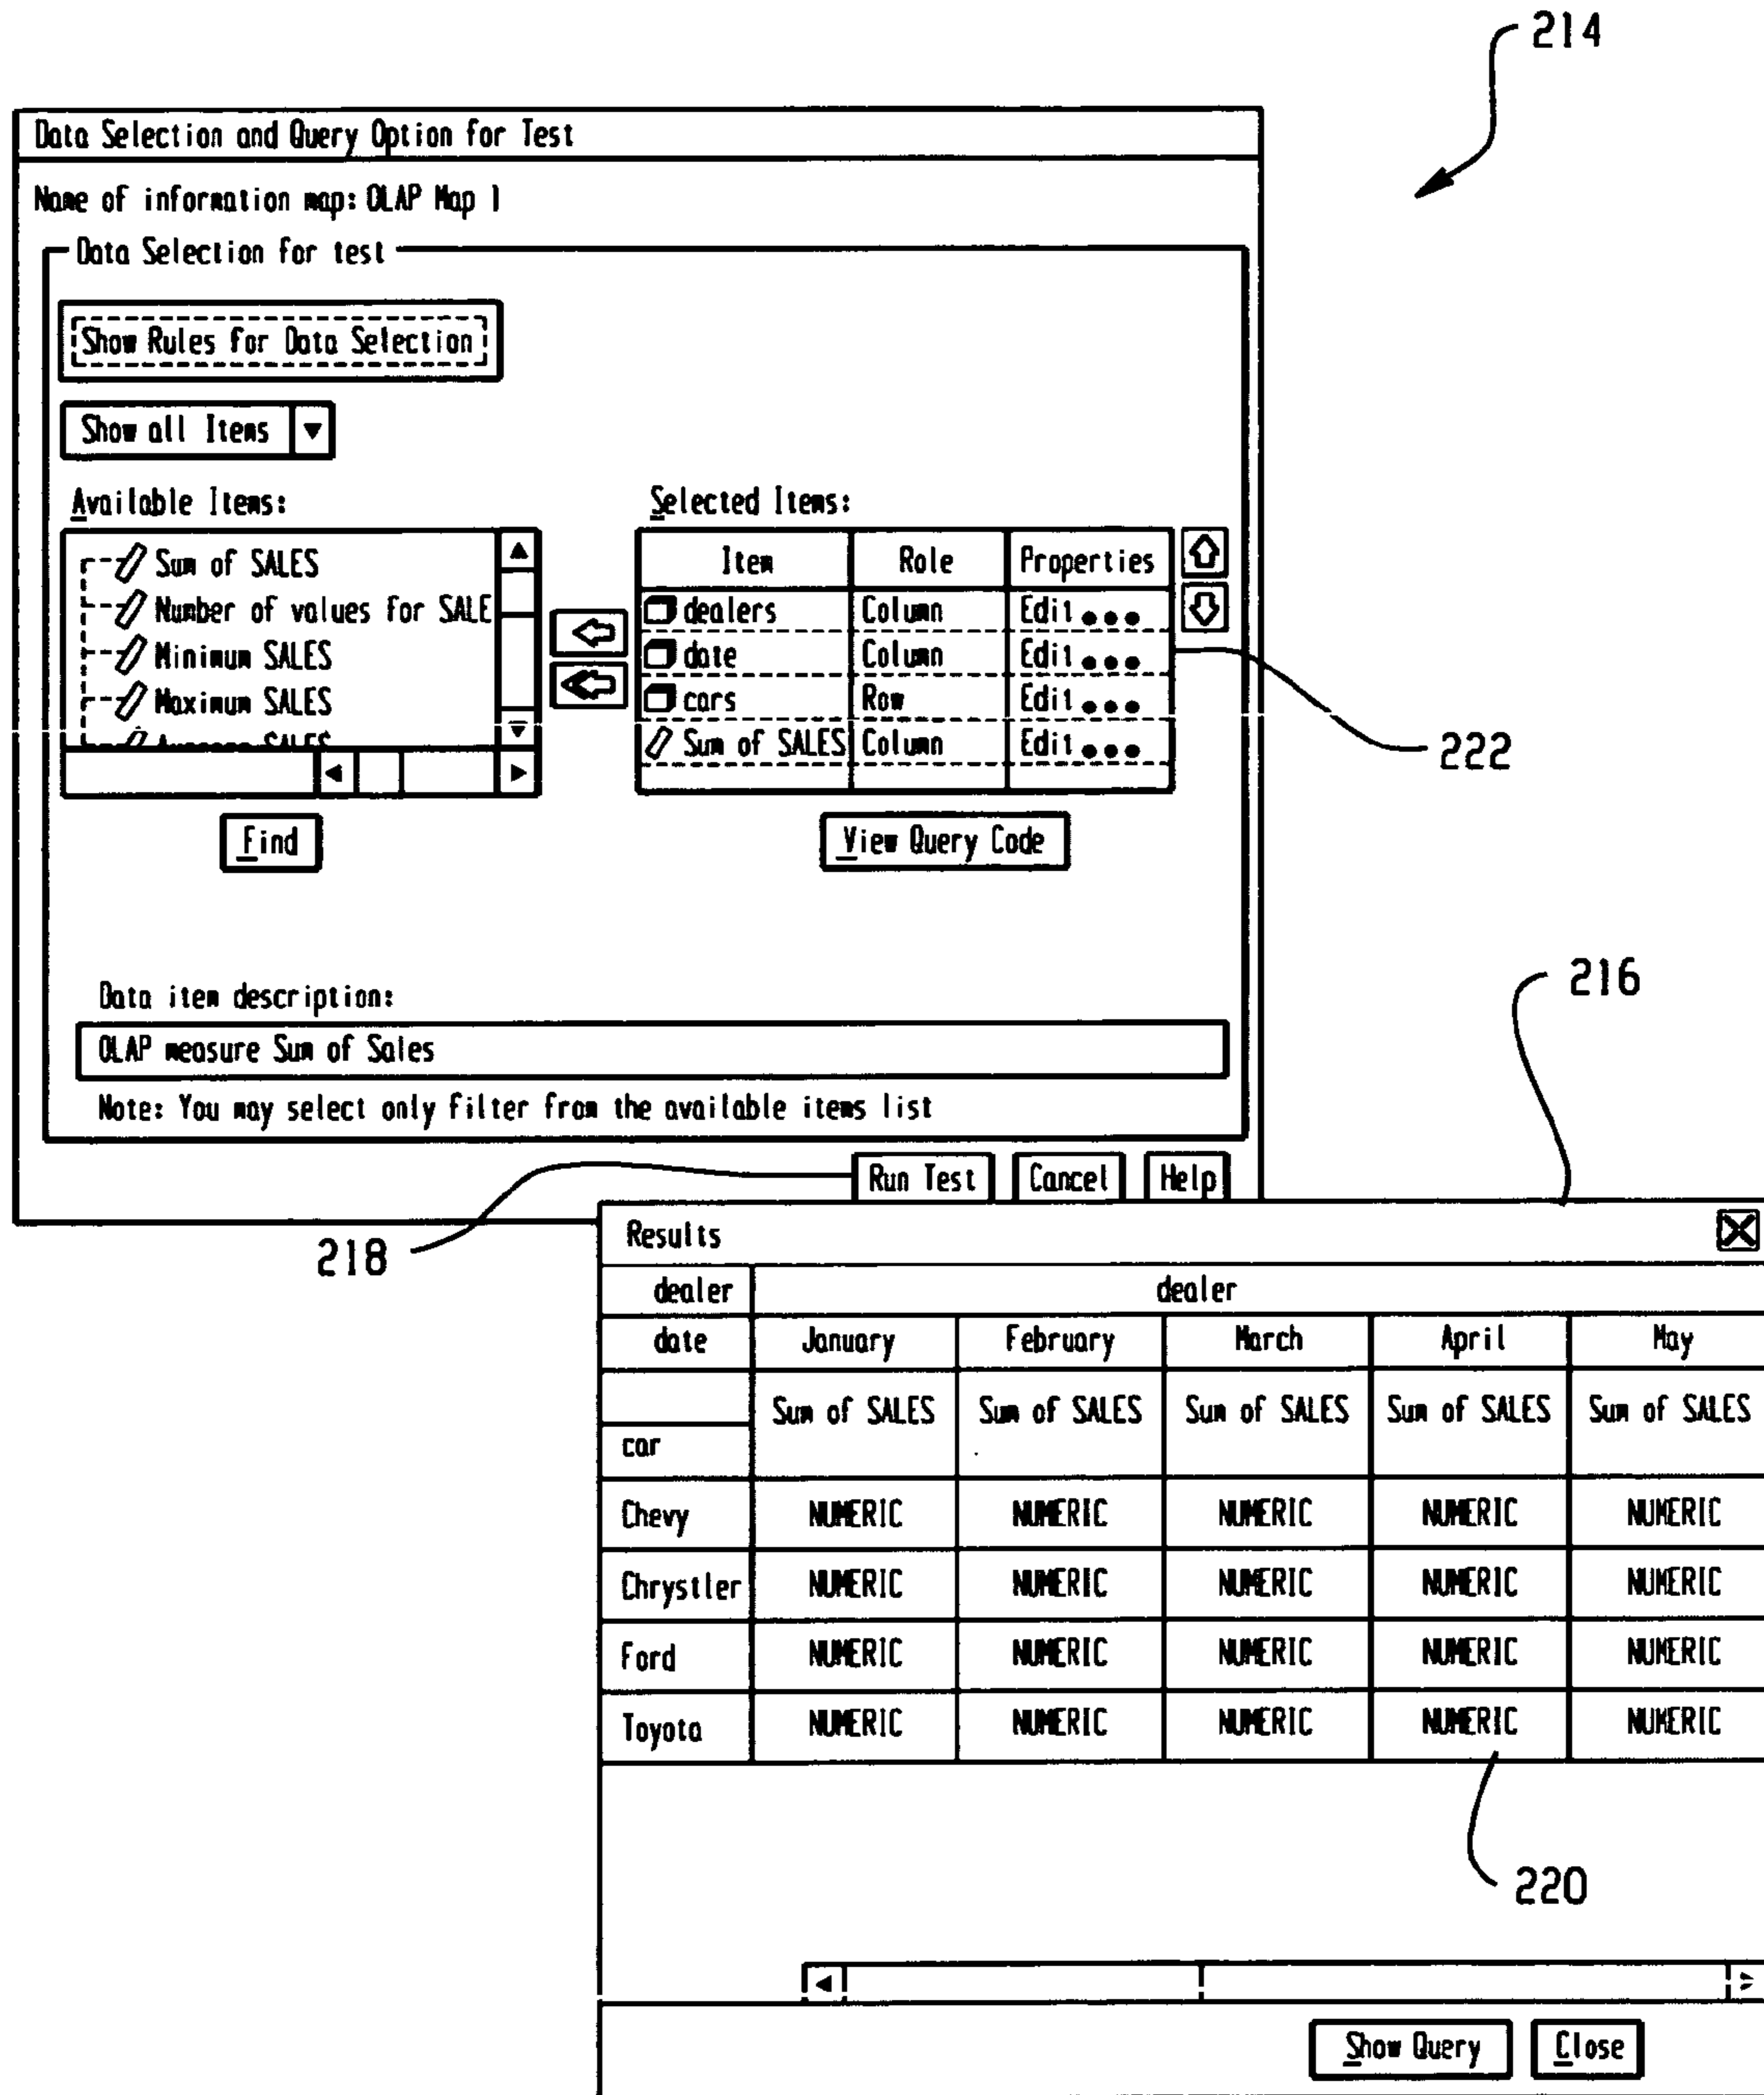 214
Data Selection and Query Option for Test
Name of information map: OLAP Map 1
Data Selection for test
Show Rules for Data Selection
Show all Items
Available Items:
Selected Items:
Sum of SALES
Number of values for SALE
Minimum SALES
Maximum SALES
Average SALES
Item Role Properties
dealers Column Edit...
date Column Edit...
cars Row Edit...
Sum of SALES Column Edit...
222
Find
View Query Code
Data item description:
OLAP measure Sum of Sales
Note: You may select only filter from the available items list
216
Run Test Cancel Help
218
Results
dealer dealer
date January February March April May
Sum of SALES Sum of SALES Sum of SALES Sum of SALES Sum of SALES
car
Chevy NUMERIC NUMERIC NUMERIC NUMERIC NUMERIC
Chrystler NUMERIC NUMERIC NUMERIC NUMERIC NUMERIC
Ford NUMERIC NUMERIC NUMERIC NUMERIC NUMERIC
Toyota NUMERIC NUMERIC NUMERIC NUMERIC NUMERIC
220
Show Query Close